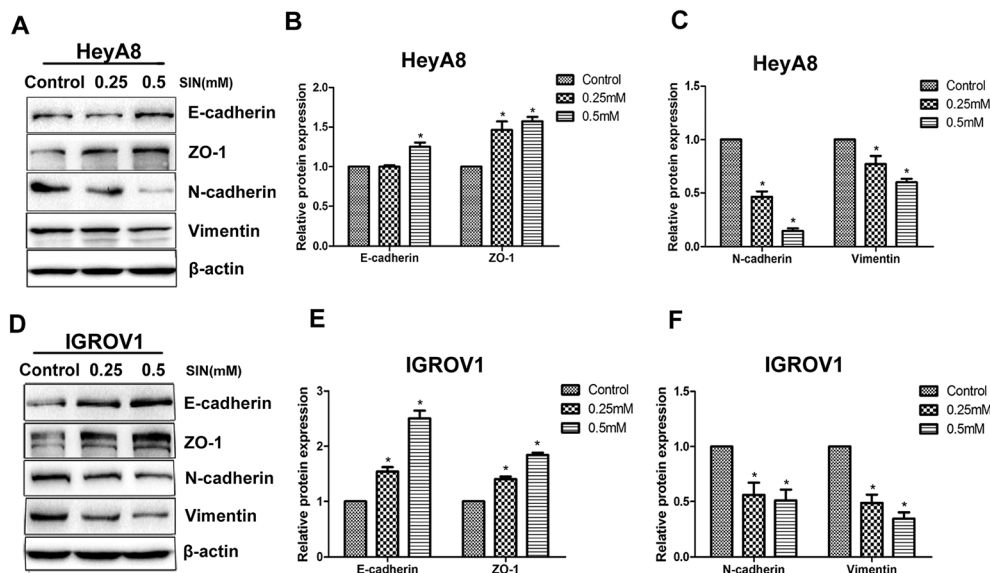 A
HeyA8
Control 0.25 0.5 SIN(mM)
E-cadherin
ZO-1
N-cadherin
Vimentin
β-actin
B
HeyA8
Relative protein expression
2.0
1.5
1.0
0.5
0.0
* * *
E-cadherin ZO-1
Control
0.25mM
0.5mM
C
HeyA8
Relative protein expression
1.5
1.0
0.5
0.0
* * * *
N-cadherin Vimentin
Control
0.25mM
0.5mM
D
IGROV1
Control 0.25 0.5 SIN(mM)
E-cadherin
ZO-1
N-cadherin
Vimentin
β-actin
E
IGROV1
Relative protein expression
3
2
1
0
* * * *
E-cadherin ZO-1
Control
0.25mM
0.5mM
F
IGROV1
Relative protein expression
1.5
1.0
0.5
0.0
* * * *
N-cadherin Vimentin
Control
0.25mM
0.5mM